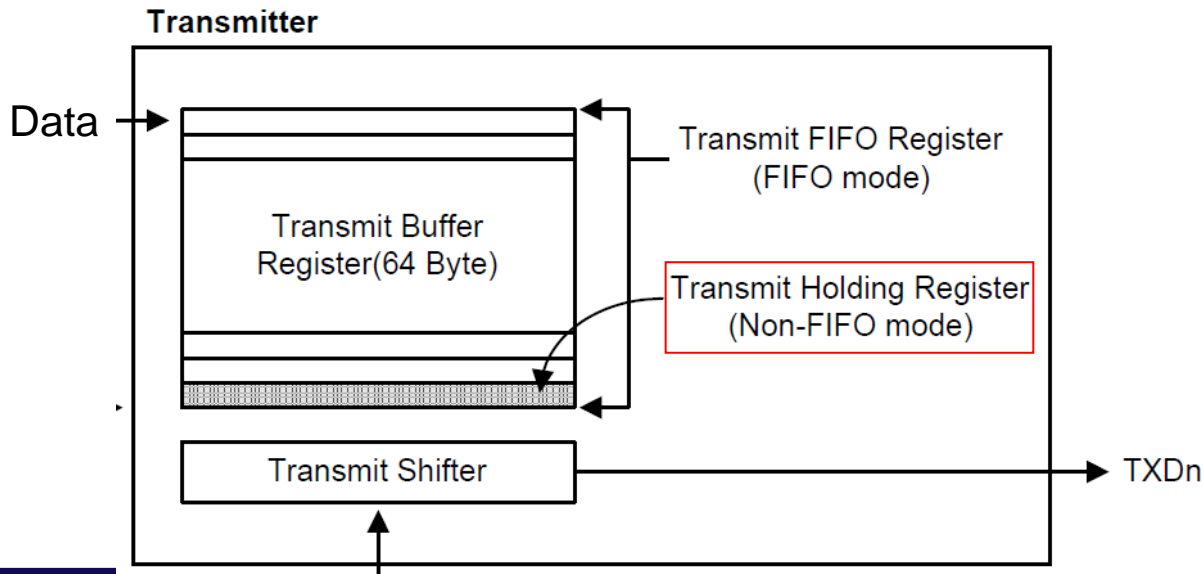 Transmitter
Data
Transmit FIFO Register
(FIFO mode)
Transmit Buffer
Register(64 Byte)
Transmit Holding Register
(Non-FIFO mode)
Transmit Shifter
TXDn